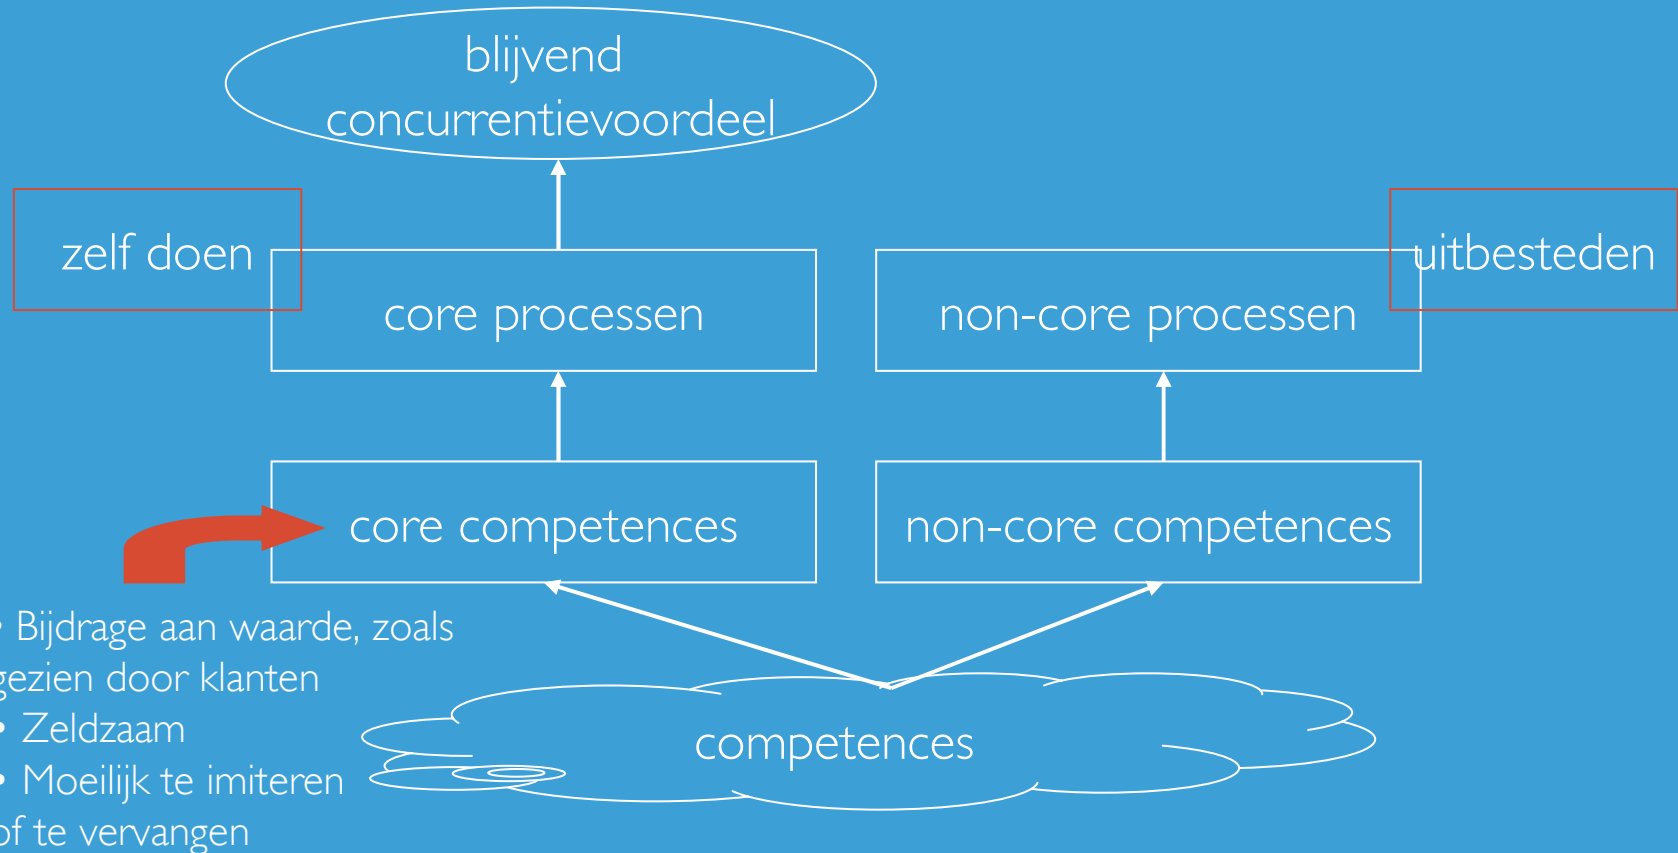 blijvend
concurrentievoordeel
zelf doen
uitbesteden
core processen
non-core processen
core competences
non-core competences
• Bijdrage aan waarde, zoals
gezien door klanten
• Zeldzaam
• Moeilijk te imiteren
of te vervangen
competences